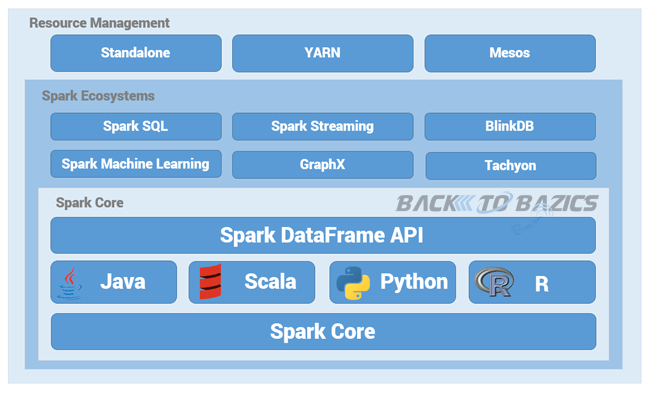 Resource Management
Standalone YARN Mesos
Spark Ecosystems
Spark SQL Spark Streaming BlinkDB
Spark Machine Learning GraphX Tachyon
Spark Core
BACK TO BAZICS
Spark DataFrame API
Java Scala Python R R
Spark Core